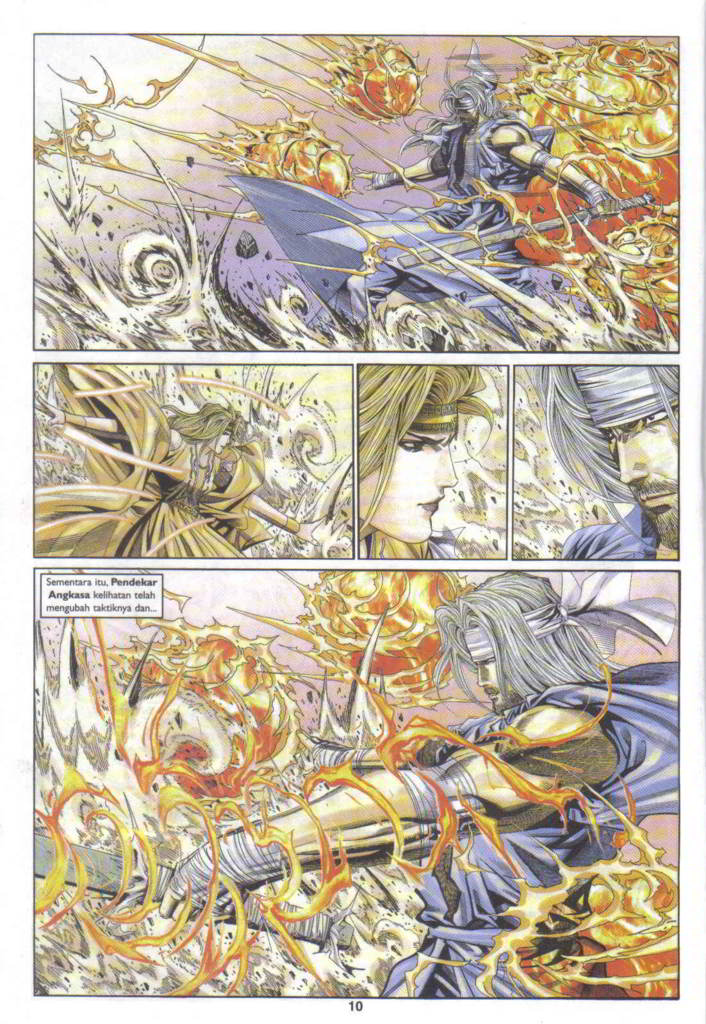 Sementara itu, Pendekar
Angkasa kelihatan telah
mengubah taktiknya dan...
10